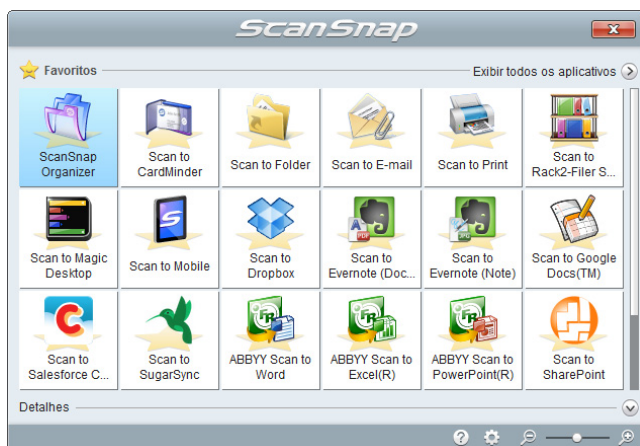 ScanSnap
Favoritos
Exibir todos os aplicativos
ScanSnap
Organizer
Scan to
CardMinder
Scan to Folder
Scan to E-mail
Scan to Print
Scan to
Rack2-Filer S...
Scan to Magic
Desktop
Scan to Mobile
Scan to
Dropbox
Scan to
Evernote (Doc...
Scan to
Evernote (Note)
Scan to Google
Docs(TM)
Scan to
Salesforce C...
Scan to
SugarSync
ABBYY Scan to
Word
ABBYY Scan to
Excel(R)
ABBYY Scan to
PowerPoint(R)
Scan to
SharePoint
Detalhes